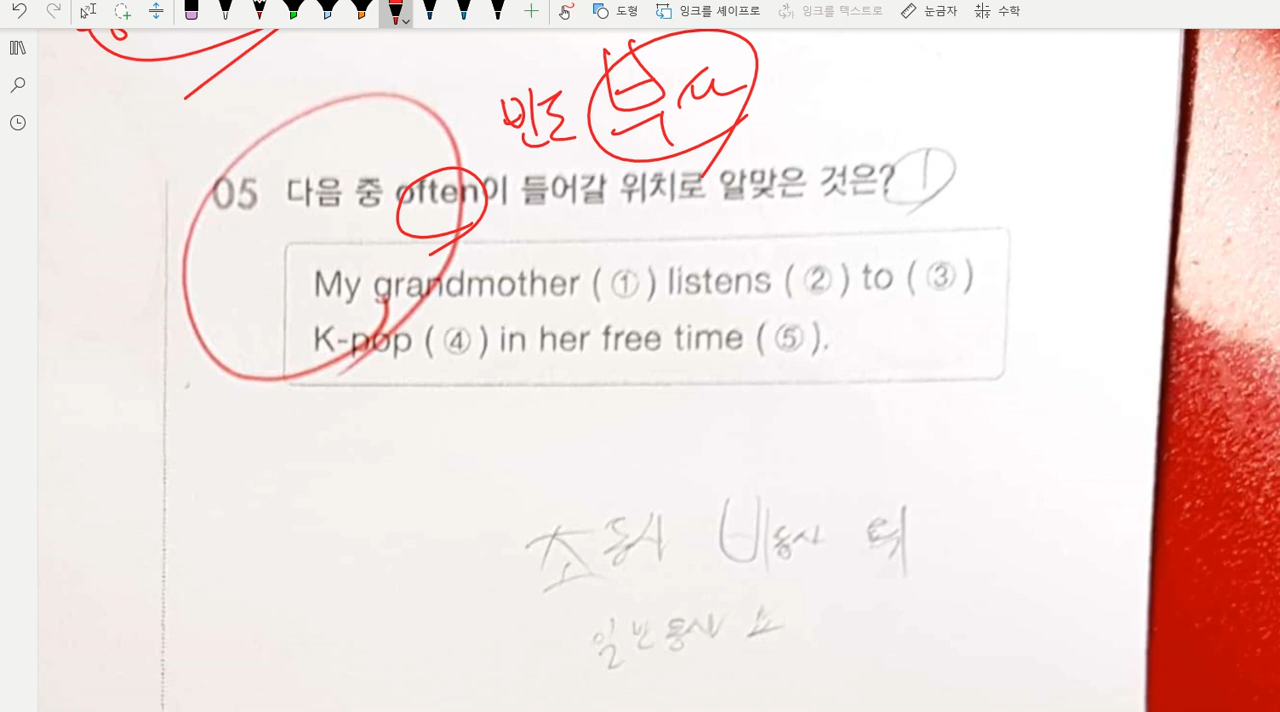 도형 잉크를 셰이프로 잉크를 텍스트로 눈금자 수학
빈도 부사
05 다음 중 often이 들어갈 위치로 알맞은 것은? ①
My grandmother ( ① ) listens ( ② ) to ( ③ )
K-pop ( ④ ) in her free time ( ⑤ ).
조동사 비동사 뒤
일반동사